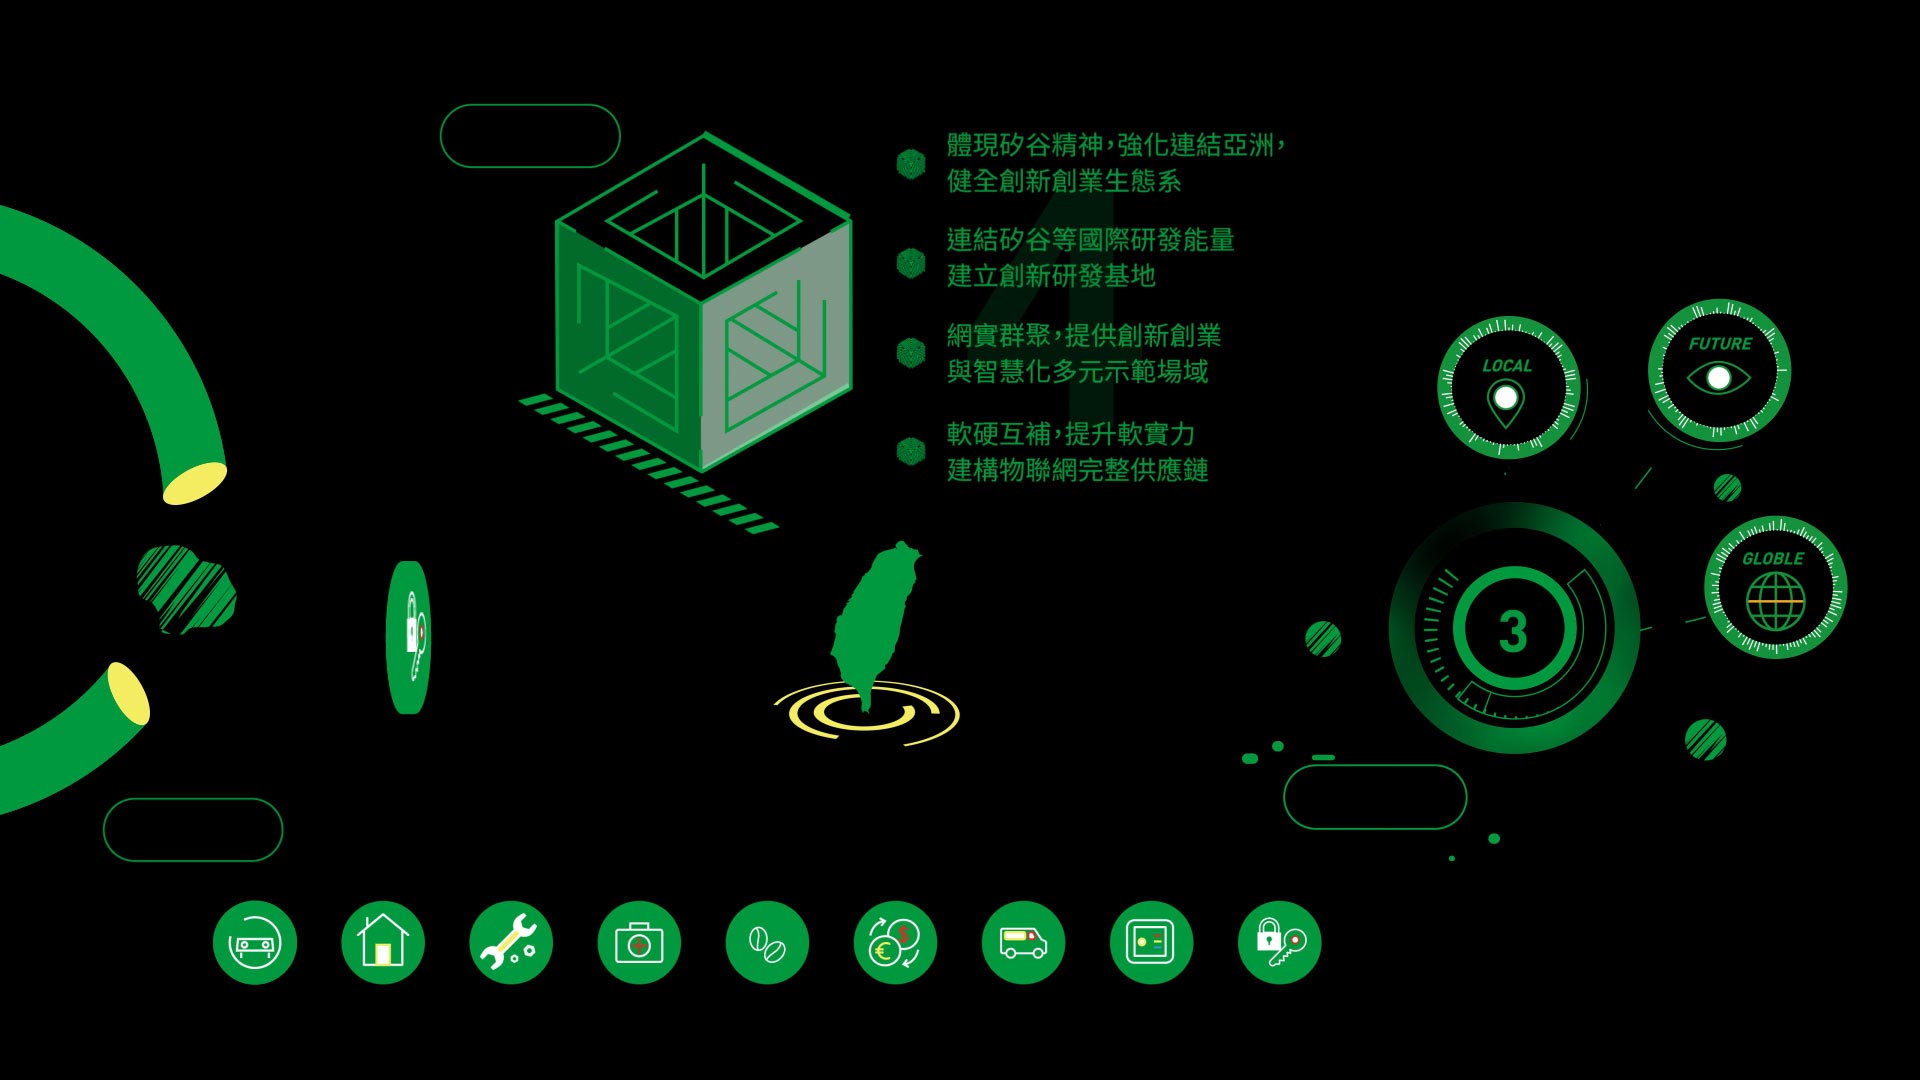 體現矽谷精神，強化連結亞洲，
健全創新創業生態系
連結矽谷等國際研發能量
建立創新研發基地
網實群聚，提供創新創業
與智慧化多元示範場域
軟硬互補，提升軟實力
建構物聯網完整供應鏈
4
LOCAL
FUTURE
GLOBLE
3
$
€